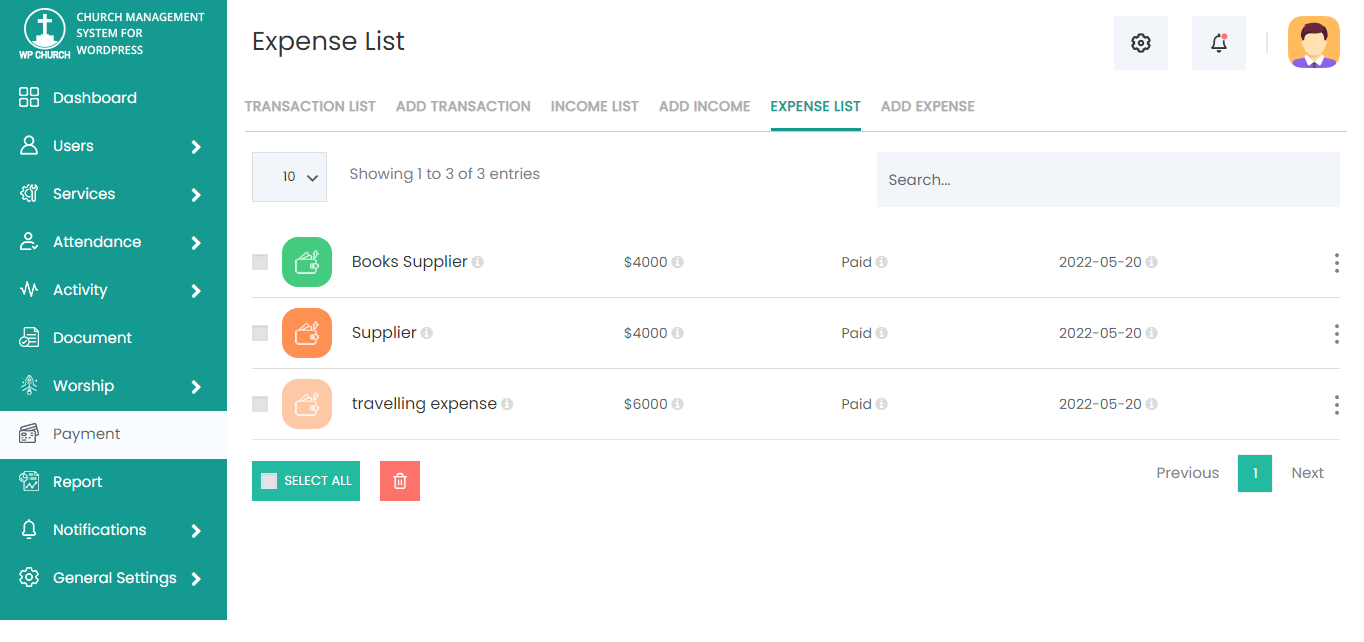 CHURCH MANAGEMENT
SYSTEM FOR
WORDPRESS
WP CHURCH
Dashboard
Users
Services
Attendance
Activity
Document
Worship
Payment
Report
Notifications
General Settings
Expense List
TRANSACTION LIST ADD TRANSACTION INCOME LIST ADD INCOME EXPENSE LIST ADD EXPENSE
10 Showing 1 to 3 of 3 entries Search...
Books Supplier $4000 Paid 2022-05-20
Supplier $4000 Paid 2022-05-20
travelling expense $6000 Paid 2022-05-20
SELECT ALL Previous 1 Next